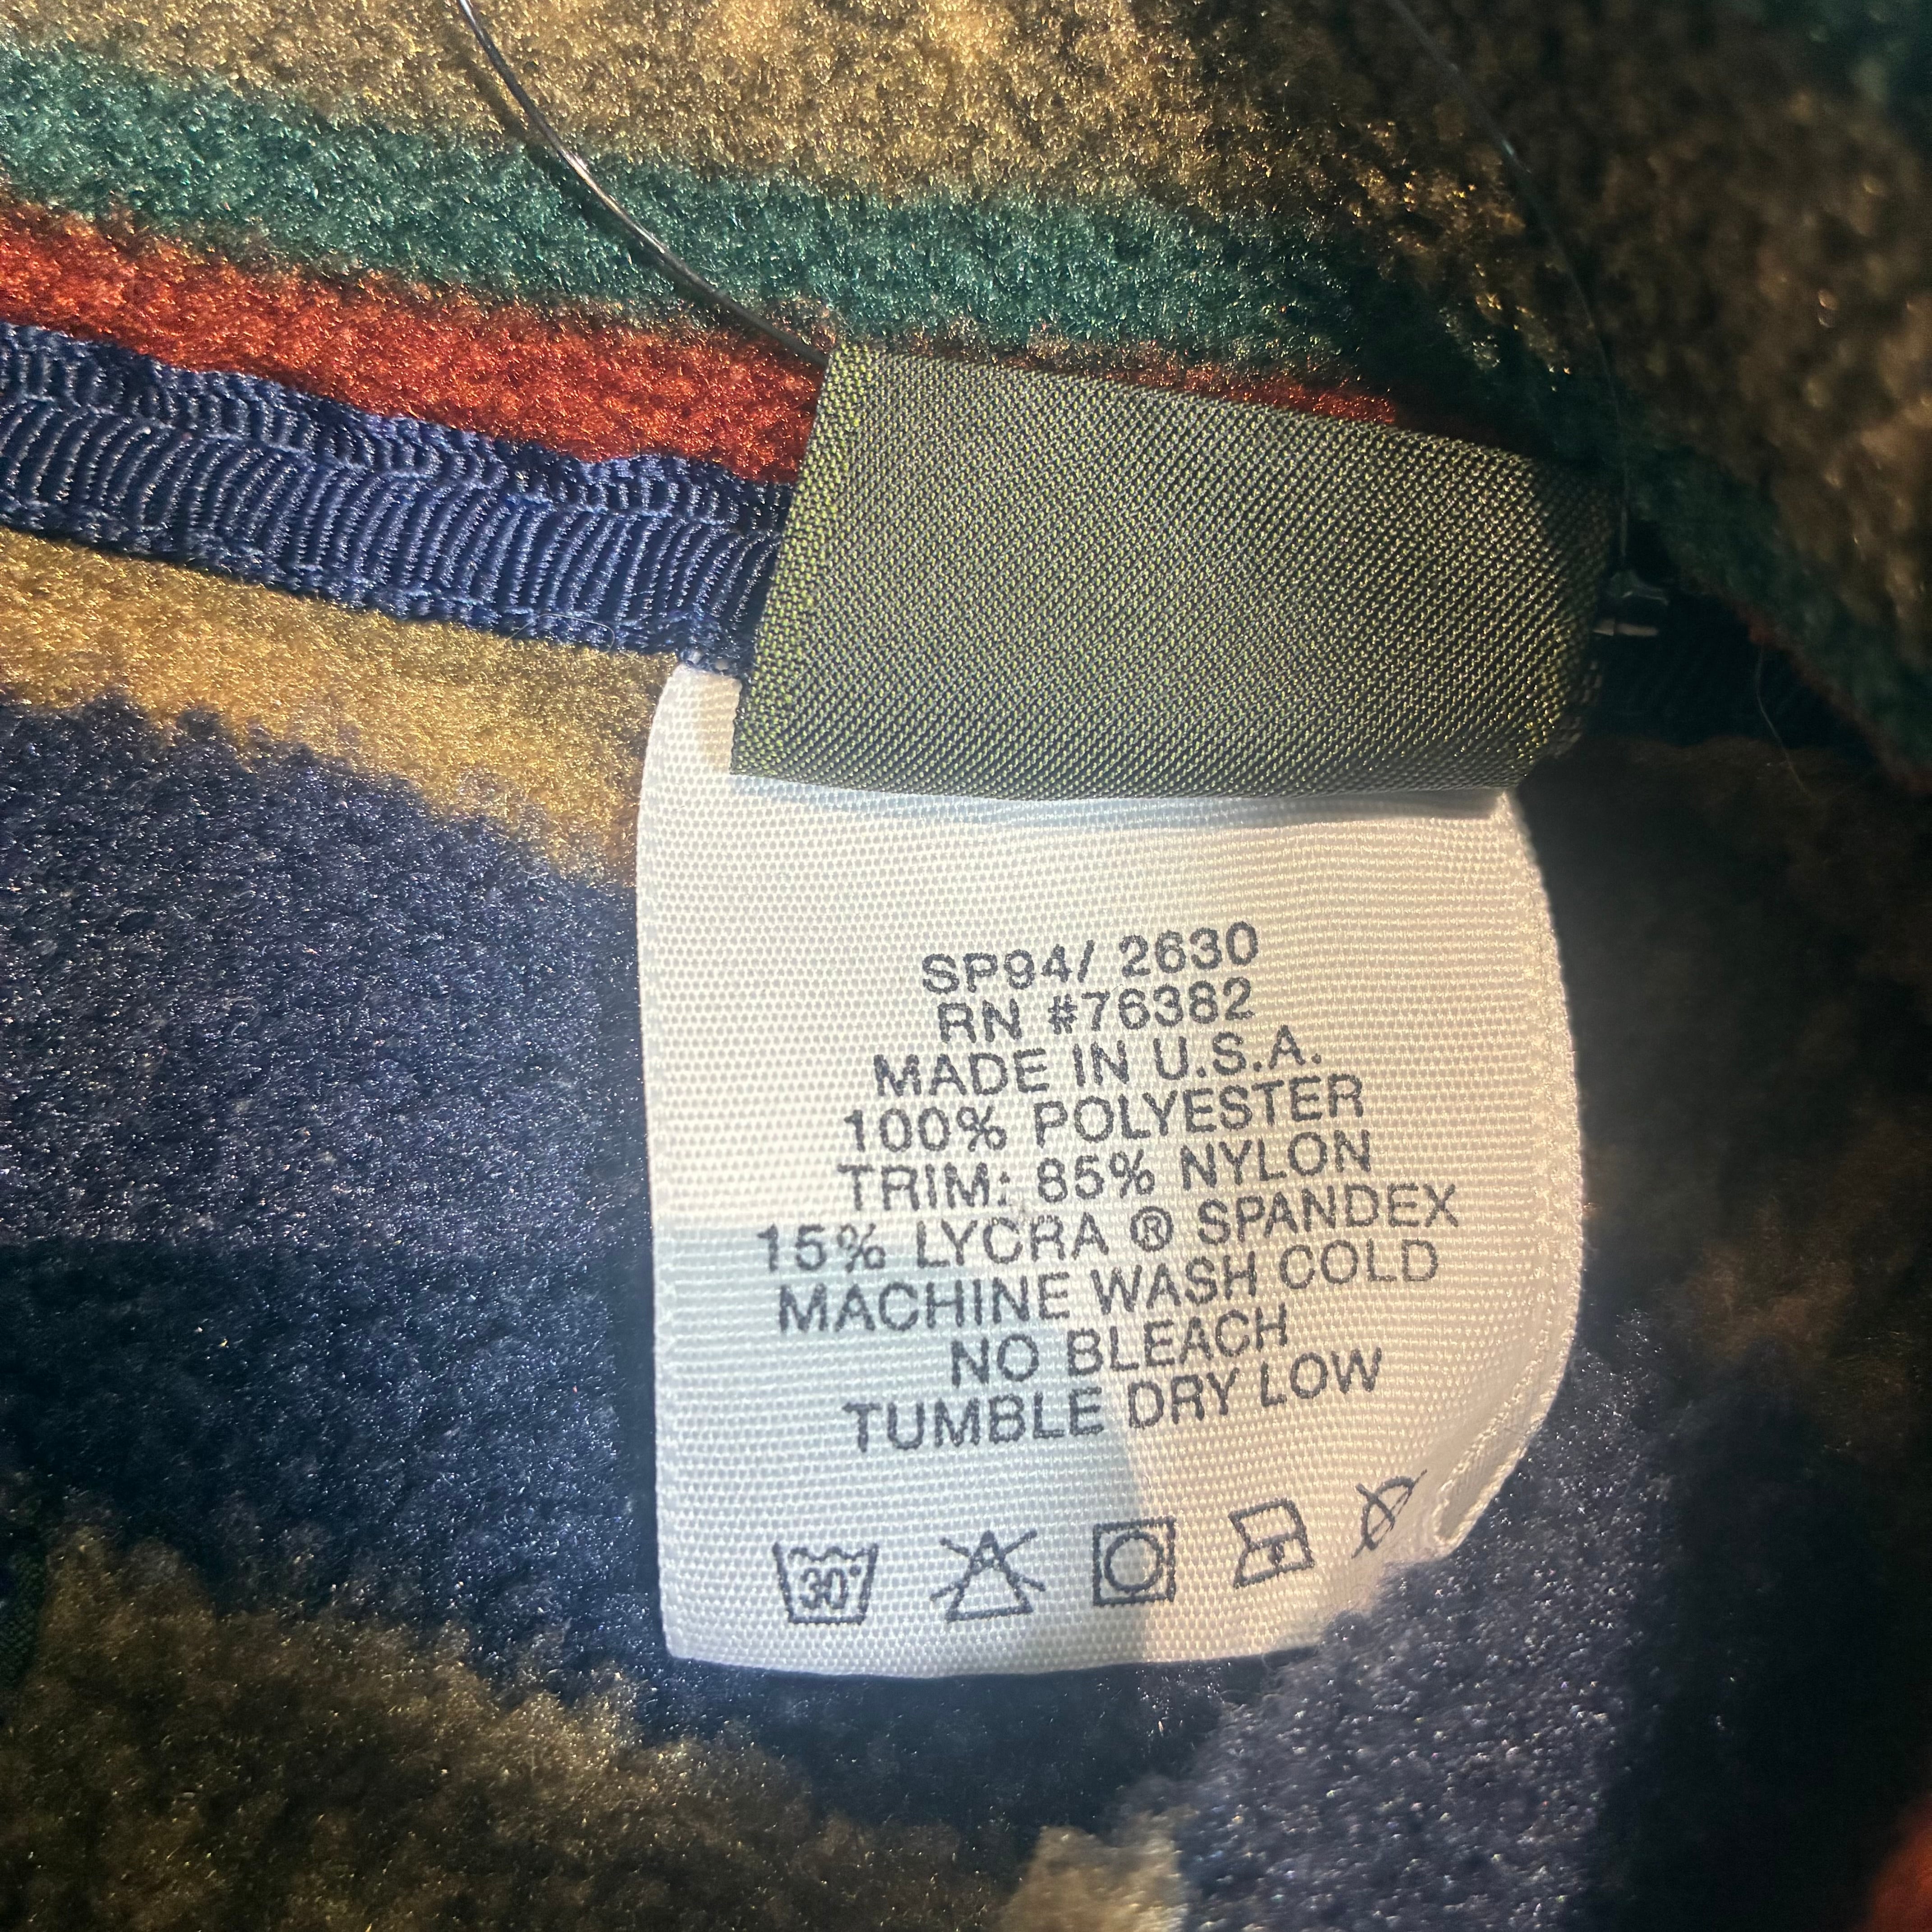 SP94/ 2630
RN #76382
MADE IN U.S.A.
100% POLYESTER
TRIM: 85% NYLON
15% LYCRA ® SPANDEX
MACHINE WASH COLD
NO BLEACH
TUMBLE DRY LOW
30°